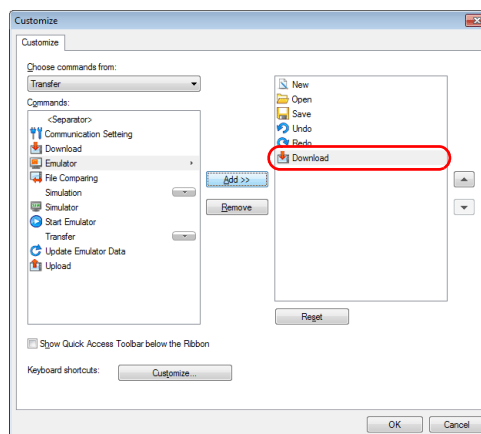 Customize
Customize
Choose commands from:
Transfer
Commands:
<Separator>
Communication Setteing
Download
Emulator
File Comparing
Simulation
Simulator
Start Emulator
Transfer
Update Emulator Data
Upload
Add >>
Remove
New
Open
Save
Undo
Redo
Download
Reset
Show Quick Access Toolbar below the Ribbon
Keyboard shortcuts:
Customize...
OK
Cancel